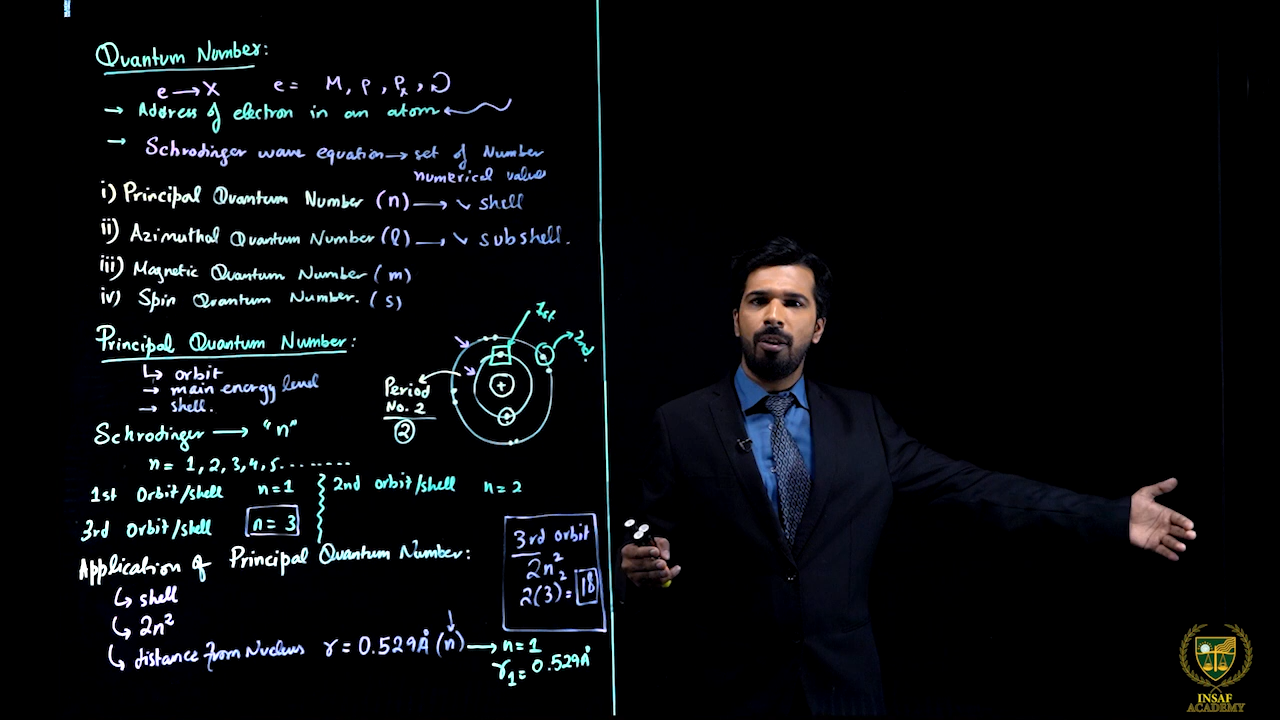 Quantum Number:
e → X e = M, P, Px, D
→ Address of electron in an atom ←
→ Schrodinger wave equation → set of Number
numerical values
i) Principal Quantum Number (n) → ✓ shell
ii) Azimuthal Quantum Number (l) → ✓ subshell.
iii) Magnetic Quantum Number (m)
iv) Spin Quantum Number. (s)
Principal Quantum Number:
↳ orbit
→ main energy level
→ shell.
1st
2nd.
+
Period
No. 2
2
Schrodinger → "n"
n = 1, 2, 3, 4, 5. .......
1st Orbit/shell n=1
2nd orbit/shell n = 2
3rd orbit/shell n = 3
Application of Principal Quantum Number:
↳ shell
↳ 2n²
↳ distance from Nucleus r = 0.529Å (n) → n = 1
r₁ = 0.529Å
3rd orbit
2n²
2(3)² = 18
INSAF
ACADEMY